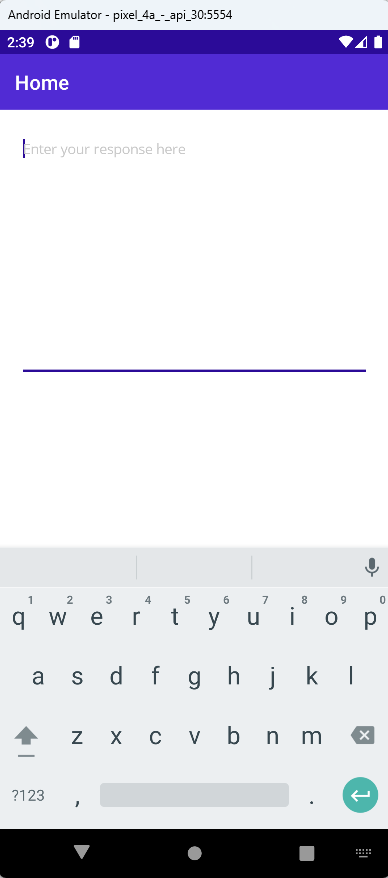 Android Emulator - pixel_4a_-_api_30:5554
2:39
Home
Enter your response here
1 2 3 4 5 6 7 8 9 0
q w e r t y u i o p
a s d f g h j k l
z x c v b n m
?123 , .